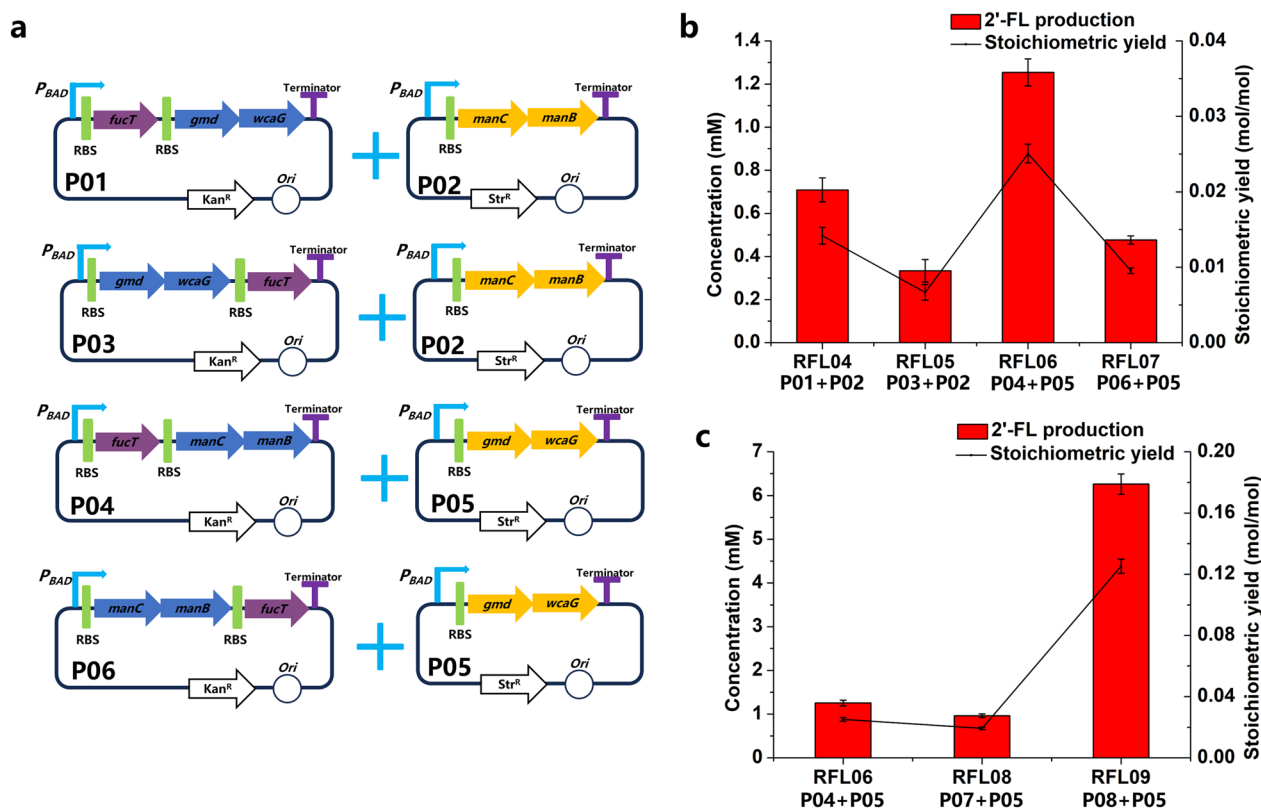 a
P_BAD
Terminator
fucT
gmd
wcaG
RBS
RBS
P01
Kan^R
Ori
P_BAD
Terminator
manC
manB
RBS
P02
Str^R
Ori
P_BAD
Terminator
gmd
wcaG
fucT
RBS
RBS
P03
Kan^R
Ori
P_BAD
Terminator
manC
manB
RBS
P02
Str^R
Ori
P_BAD
Terminator
fucT
manC
manB
RBS
RBS
P04
Kan^R
Ori
P_BAD
Terminator
gmd
wcaG
RBS
P05
Str^R
Ori
P_BAD
Terminator
manC
manB
fucT
RBS
RBS
P06
Kan^R
Ori
P_BAD
Terminator
gmd
wcaG
RBS
P05
Str^R
Ori
b
2'-FL production
Stoichiometric yield
Concentration (mM)
1.4
1.2
1.0
0.8
0.6
0.4
0.2
0.0
Stoichiometric yield (mol/mol)
0.04
0.03
0.02
0.01
0.00
RFL04 RFL05 RFL06 RFL07
P01+P02 P03+P02 P04+P05 P06+P05
c
2'-FL production
Stoichiometric yield
Concentration (mM)
7
6
5
4
3
2
1
0
Stoichiometric yield (mol/mol)
0.20
0.16
0.12
0.08
0.04
0.00
RFL06 RFL08 RFL09
P04+P05 P07+P05 P08+P05